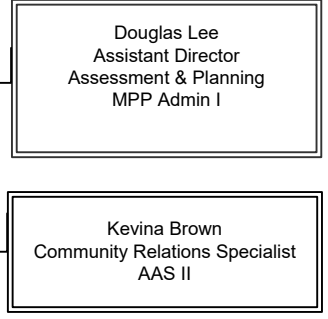 Douglas Lee
Assistant Director
Assessment & Planning
MPP Admin I
Kevina Brown
Community Relations Specialist
AAS II